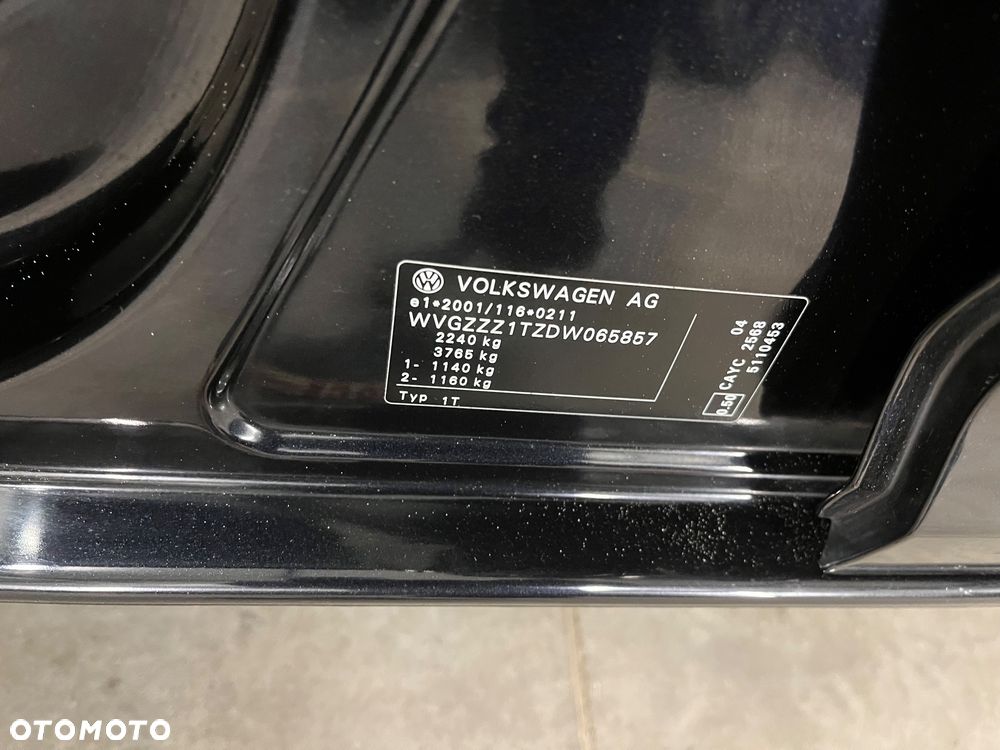 VOLKSWAGEN AG
e1*2001/116*0211
WVGZZZ1TZDW065857
2240 kg
3765 kg
1- 1140 kg
2- 1160 kg
Typ 1T
04
CAYC 2568
0.50 5110453
OTOMOTO